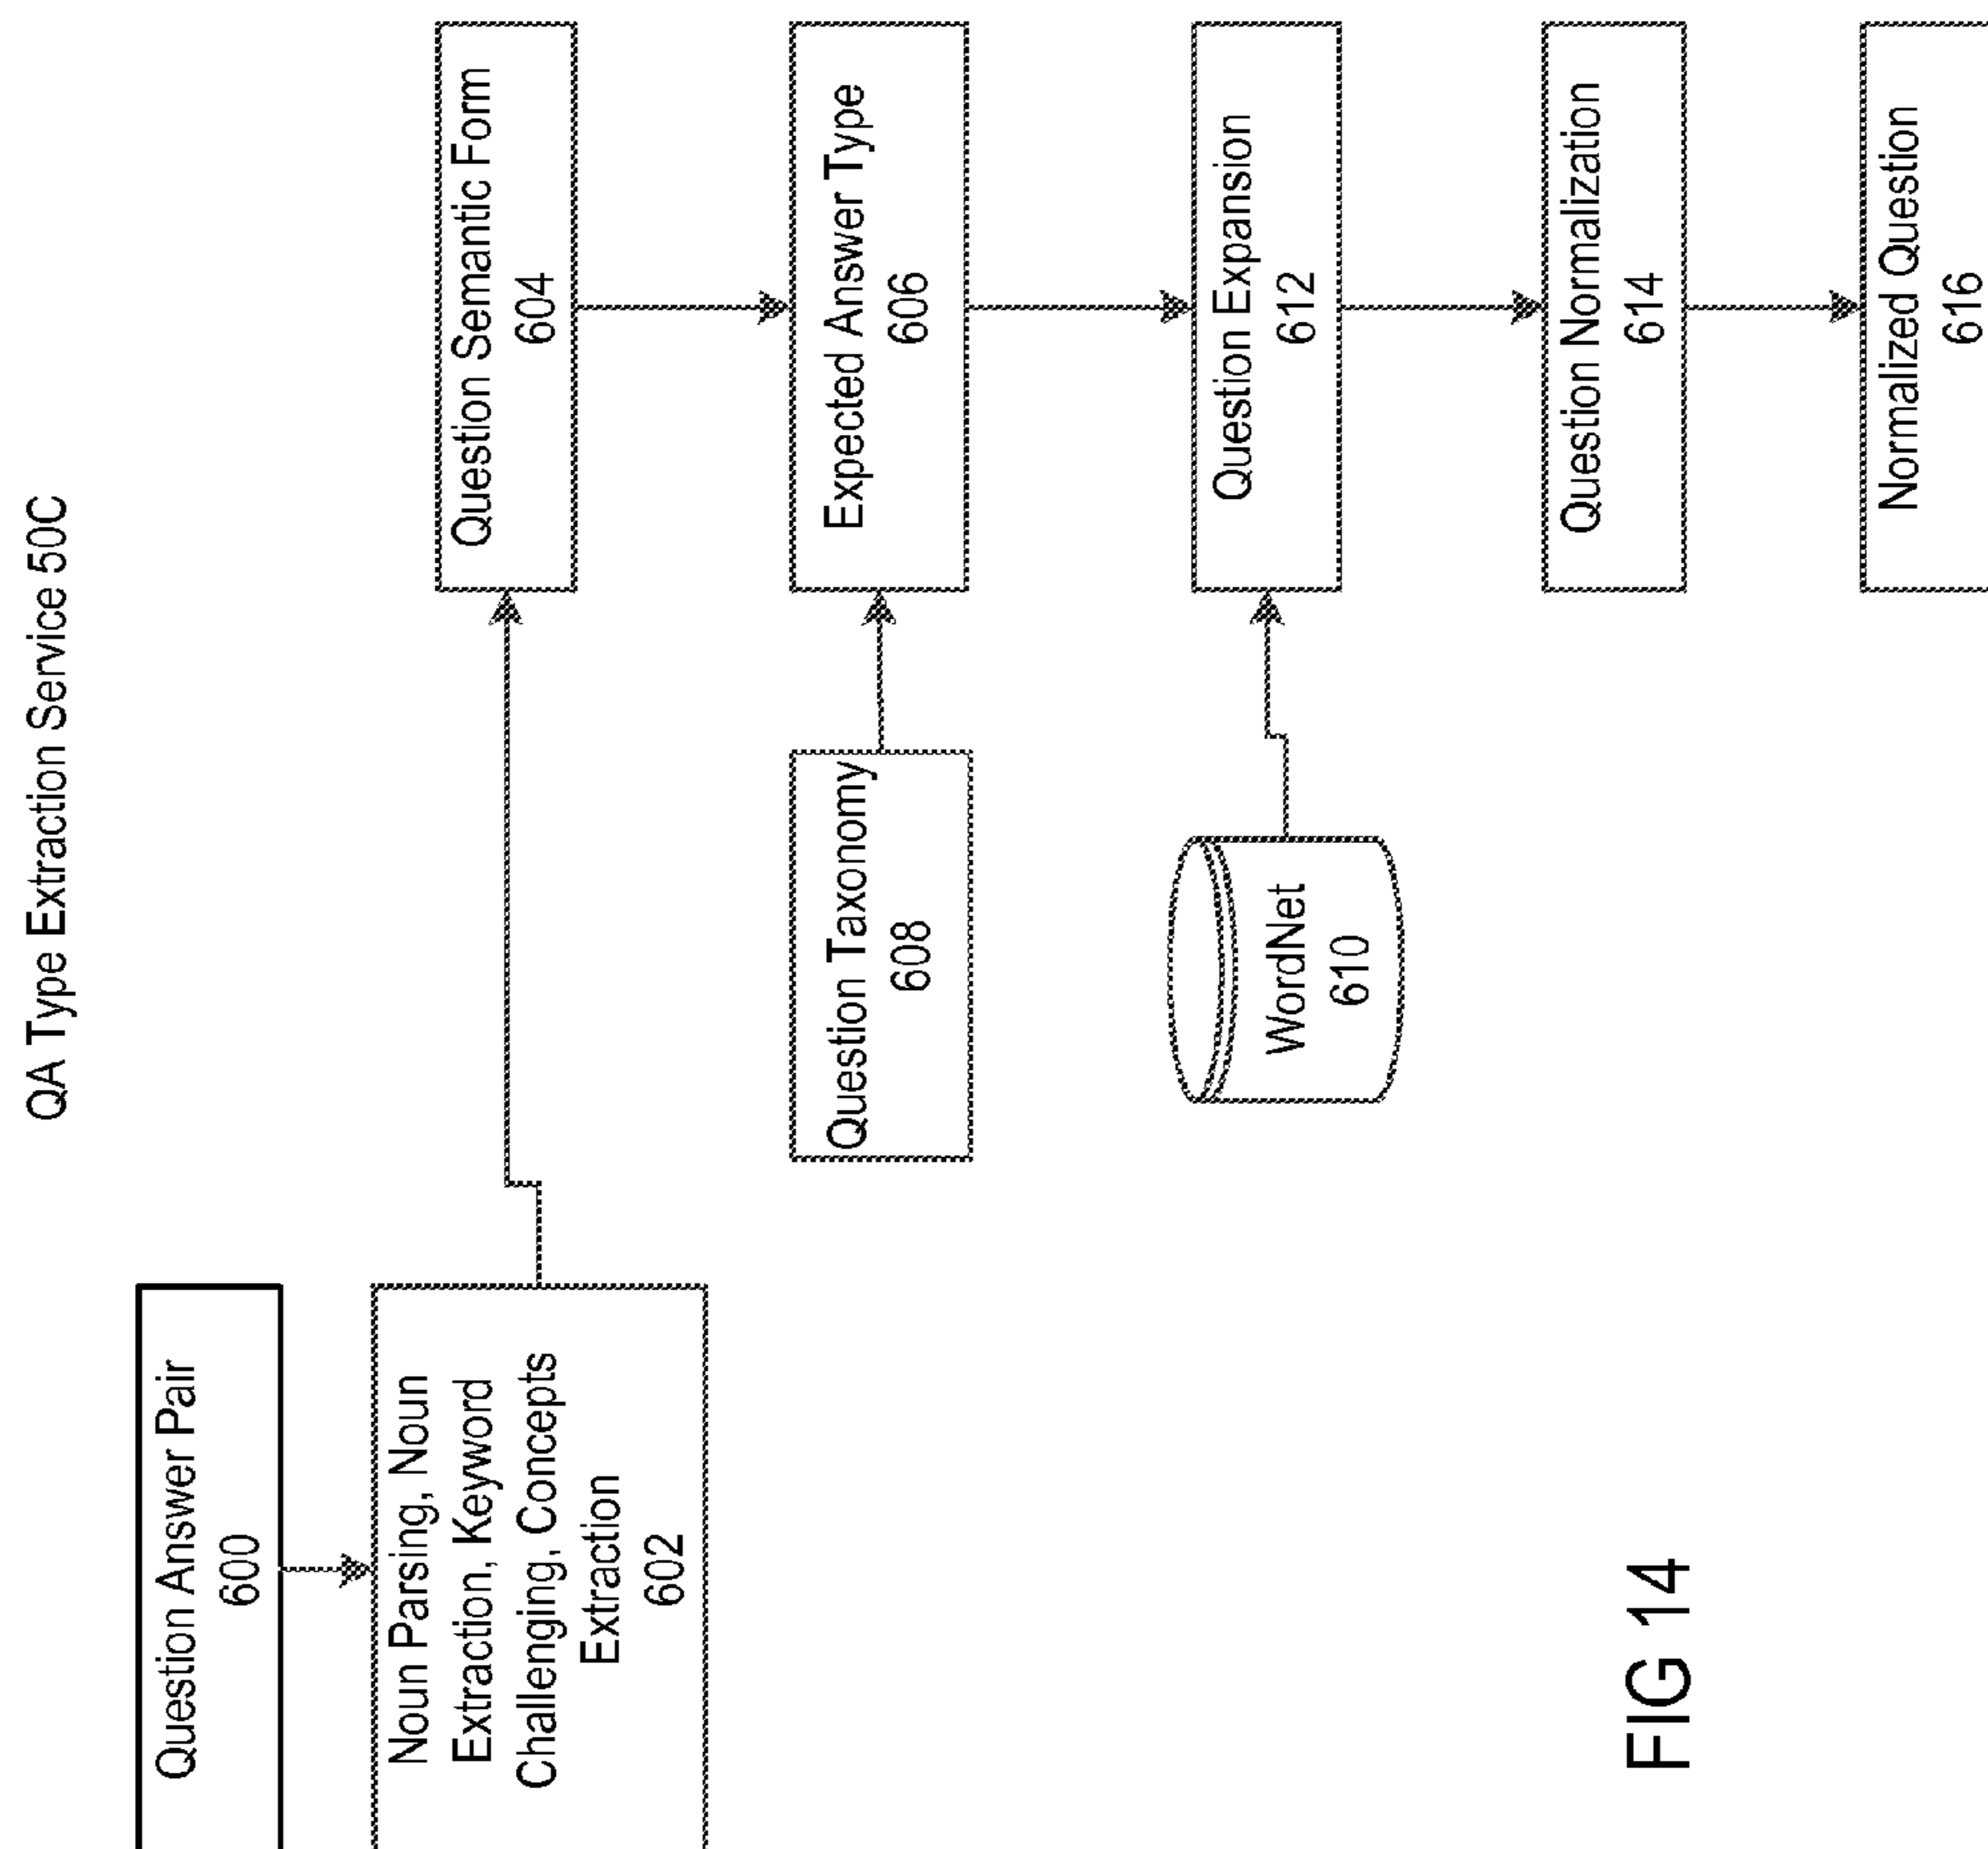 QA Type Extraction Service 50C
Question Answer Pair
600
Noun Parsing, Noun
Extraction, Keyword
Challenging, Concepts
Extraction
602
Question Semantic Form
604
Expected Answer Type
606
Question Taxonomy
608
Question Expansion
612
WordNet
610
Question Normalization
614
Normalized Question
616
FIG 14